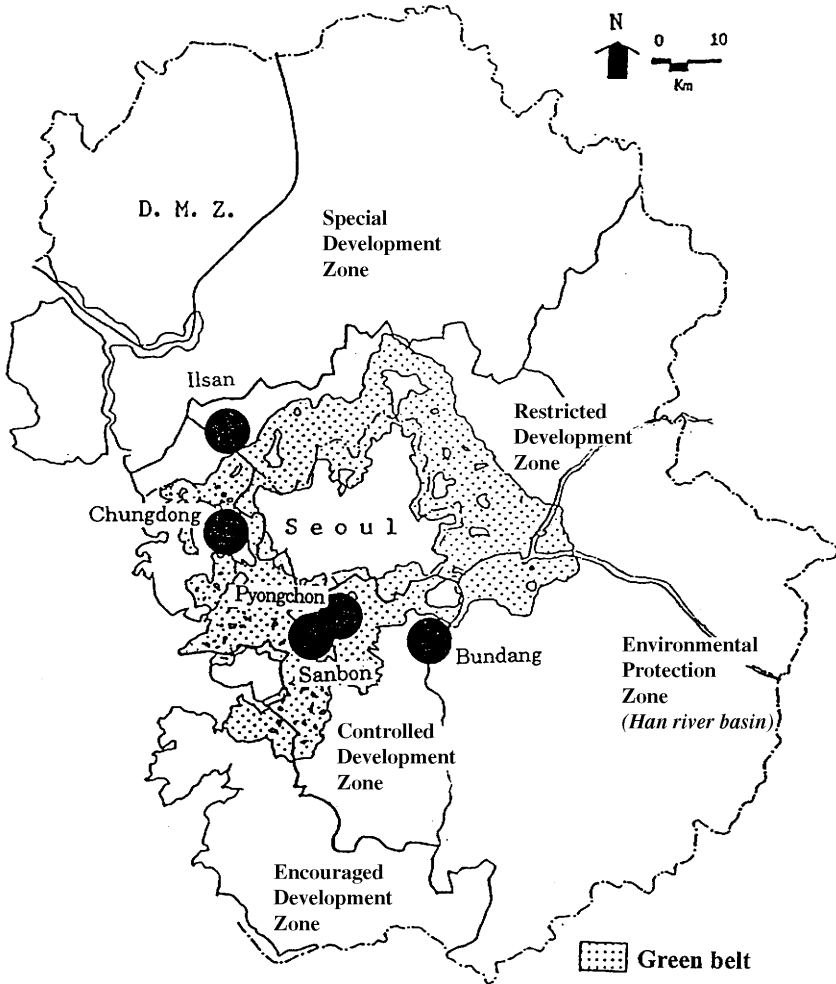 N
0 10
Km
D. M. Z.
Special
Development
Zone
Ilsan
Restricted
Development
Zone
Chungdong
Seoul
Pyongchon
Sanbon
Bundang
Environmental
Protection
Zone
(Han river basin)
Controlled
Development
Zone
Encouraged
Development
Zone
Green belt